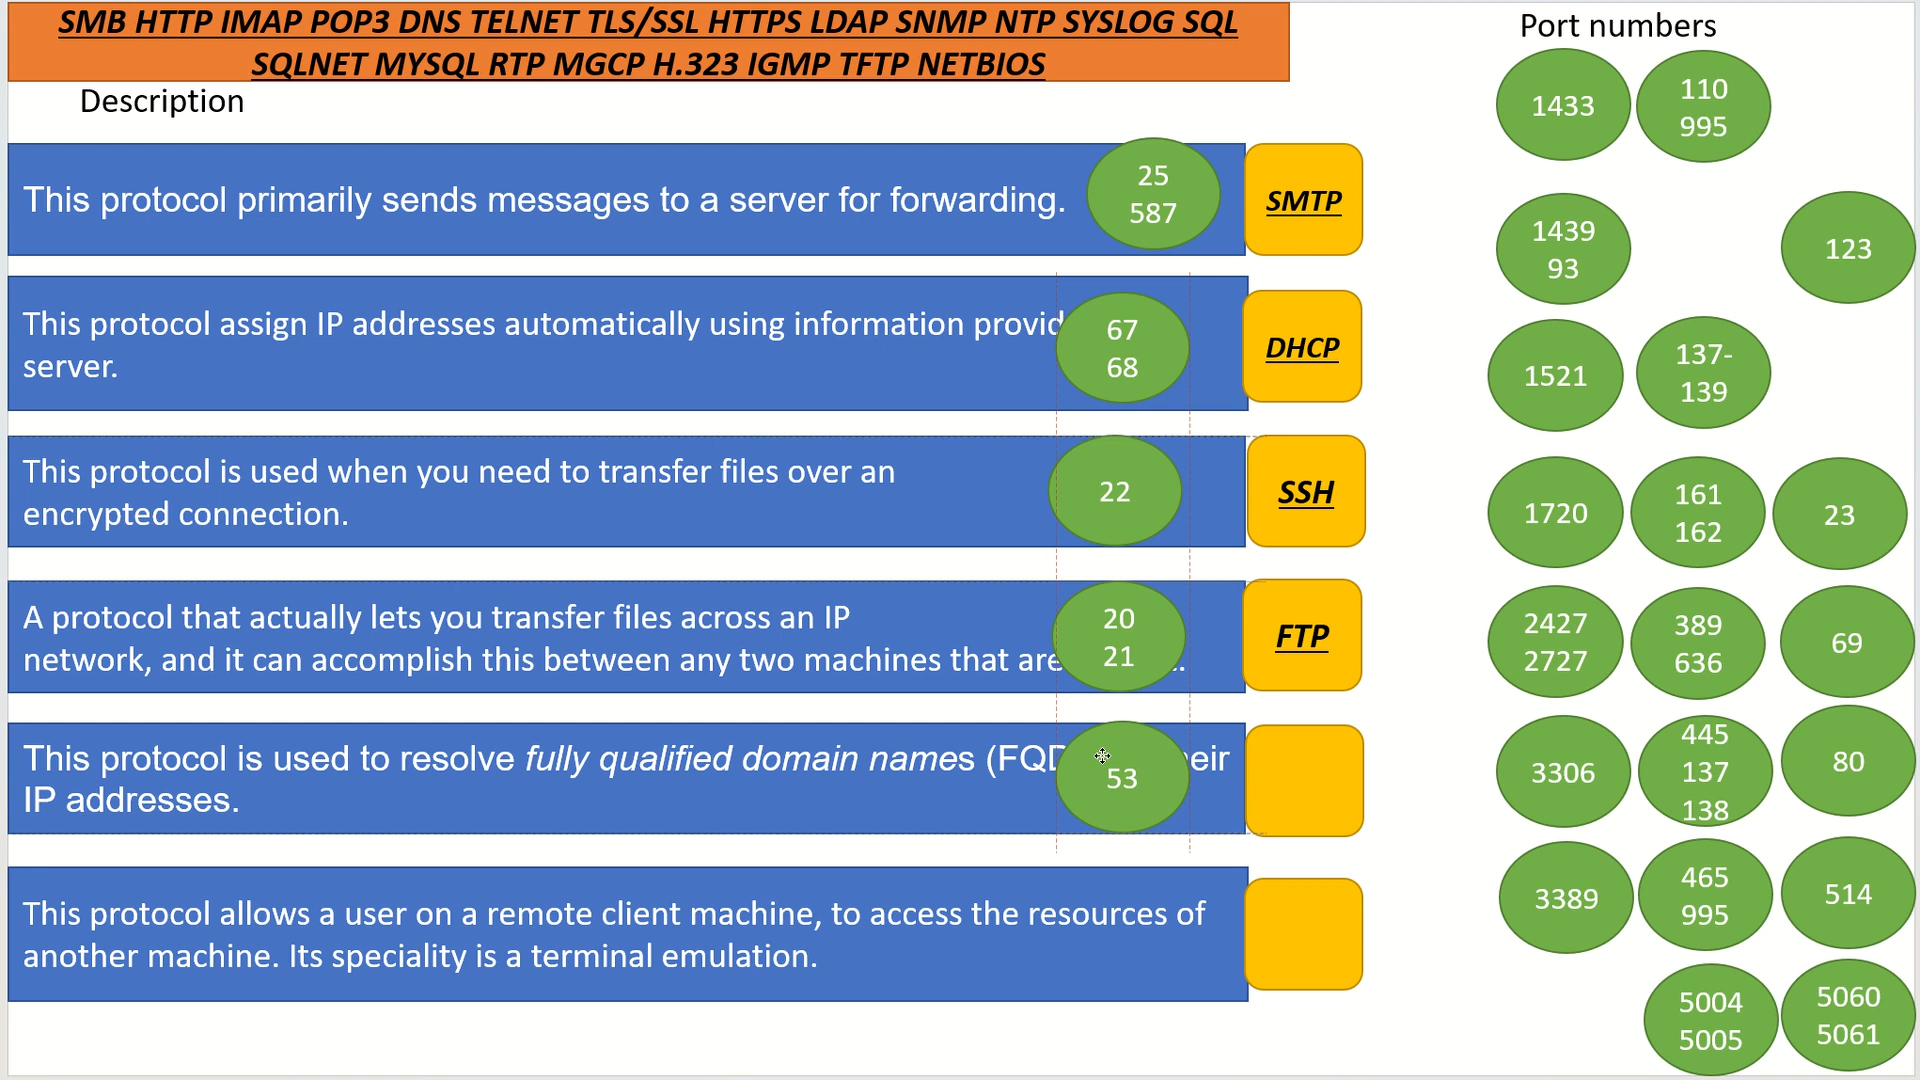 SMB HTTP IMAP POP3 DNS TELNET TLS/SSL HTTPS LDAP SNMP NTP SYSLOG SQL
SQLNET MYSQL RTP MGCP H.323 IGMP TFTP NETBIOS
Description
This protocol primarily sends messages to a server for forwarding.
25
587
SMTP
This protocol assign IP addresses automatically using information
server.
67
68
DHCP
This protocol is used when you need to transfer files over an
encrypted connection.
22
SSH
A protocol that actually lets you transfer files across an IP
network, and it can accomplish this between any two machines that are
20
21
FTP
This protocol is used to resolve fully qualified domain names
IP addresses.
53
This protocol allows a user on a remote client machine, to access the resources of
another machine. Its speciality is a terminal emulation.
Port numbers
1433
110
995
1439
93
123
1521
137-
139
1720
161
162
23
2427
2727
389
636
69
3306
445
137
138
80
3389
465
995
514
5004
5005
5060
5061